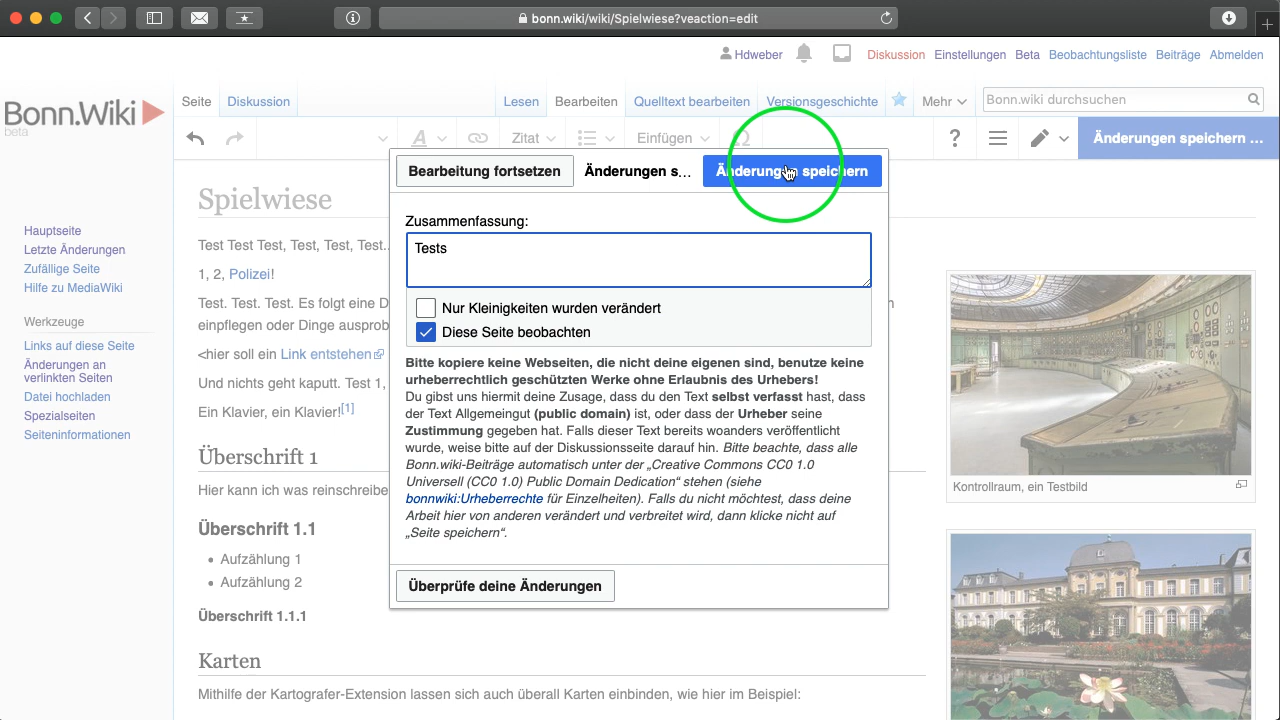 bonn.wiki/wiki/Spielwiese?veaction=edit
Hdweber Diskussion Einstellungen Beta Beobachtungsliste Beiträge Abmelden
Bonn.Wiki
beta
Seite Diskussion Lesen Bearbeiten Quelltext bearbeiten Versionsgeschichte Mehr Bonn.wiki durchsuchen
A Zitat Einfügen Ω ? Änderungen speichern ...
Bearbeitung fortsetzen Änderungen s... Änderungen speichern
Zusammenfassung:
Tests
Nur Kleinigkeiten wurden verändert
Diese Seite beobachten
Bitte kopiere keine Webseiten, die nicht deine eigenen sind, benutze keine
urheberrechtlich geschützten Werke ohne Erlaubnis des Urhebers!
Du gibst uns hiermit deine Zusage, dass du den Text selbst verfasst hast, dass
der Text Allgemeingut (public domain) ist, oder dass der Urheber seine
Zustimmung gegeben hat. Falls dieser Text bereits woanders veröffentlicht
wurde, weise bitte auf der Diskussionsseite darauf hin. Bitte beachte, dass alle
Bonn.wiki-Beiträge automatisch unter der „Creative Commons CC0 1.0
Universell (CC0 1.0) Public Domain Dedication“ stehen (siehe
bonnwiki:Urheberrechte für Einzelheiten). Falls du nicht möchtest, dass deine
Arbeit hier von anderen verändert und verbreitet wird, dann klicke nicht auf
„Seite speichern“.
Überprüfe deine Änderungen
Hauptseite
Letzte Änderungen
Zufällige Seite
Hilfe zu MediaWiki
Werkzeuge
Links auf diese Seite
Änderungen an
verlinkten Seiten
Datei hochladen
Spezialseiten
Seiteninformationen
Spielwiese
Test Test Test, Test, Test, Test..
1, 2, Polizei!
Test. Test. Test. Es folgt eine D
einpflegen oder Dinge ausprob
<hier soll ein Link entstehen
Und nichts geht kaputt. Test 1,
Ein Klavier, ein Klavier![1]
Überschrift 1
Hier kann ich was reinschreibe
Überschrift 1.1
• Aufzählung 1
• Aufzählung 2
Überschrift 1.1.1
Karten
Mithilfe der Kartografer-Extension lassen sich auch überall Karten einbinden, wie hier im Beispiel:
Kontrollraum, ein Testbild